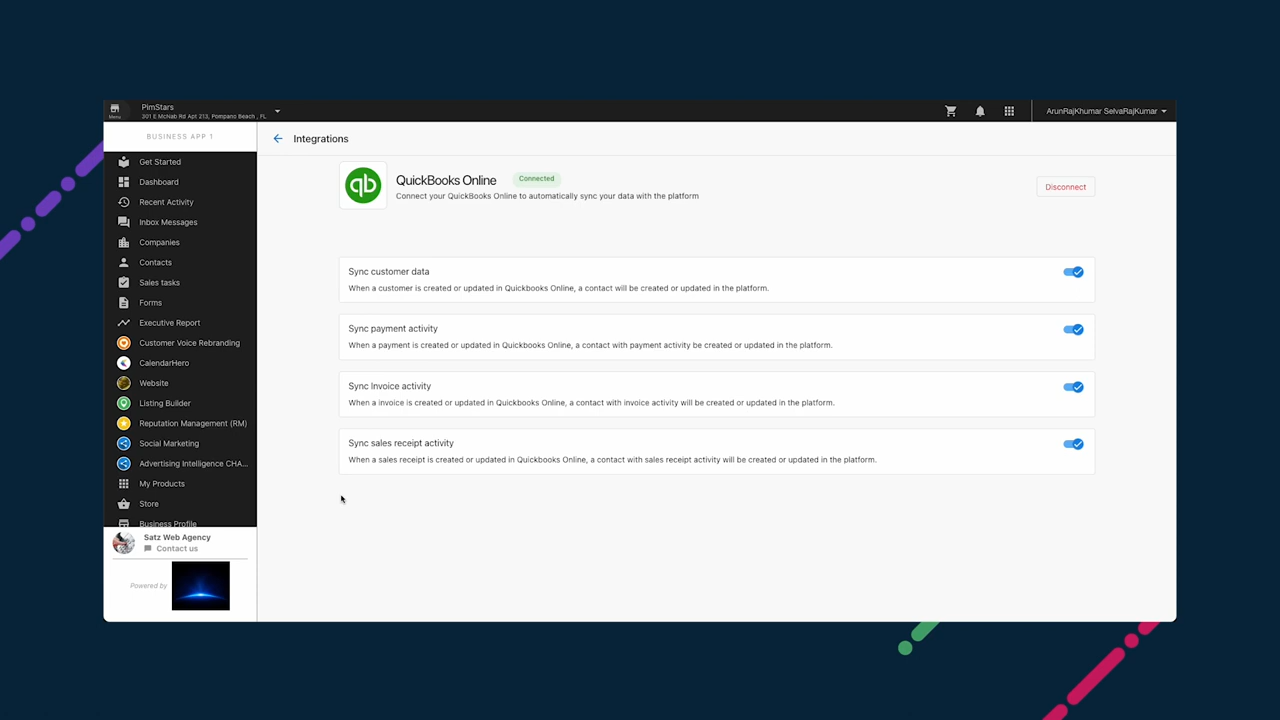 PimStars
301 E McNab Rd Apt 213, Pompano Beach , FL
Menu
ArunRajKhumar SelvaRajKumar
BUSINESS APP 1
Integrations
Get Started
Dashboard
Recent Activity
Inbox Messages
Companies
Contacts
Sales tasks
Forms
Executive Report
Customer Voice Rebranding
CalendarHero
Website
Listing Builder
Reputation Management (RM)
Social Marketing
Advertising Intelligence CHA...
My Products
Store
Business Profile
Satz Web Agency
Contact us
Powered by
qb
QuickBooks Online
Connected
Connect your QuickBooks Online to automatically sync your data with the platform
Disconnect
Sync customer data
When a customer is created or updated in Quickbooks Online, a contact will be created or updated in the platform.
Sync payment activity
When a payment is created or updated in Quickbooks Online, a contact with payment activity be created or updated in the platform.
Sync Invoice activity
When a invoice is created or updated in Quickbooks Online, a contact with invoice activity will be created or updated in the platform.
Sync sales receipt activity
When a sales receipt is created or updated in Quickbooks Online, a contact with sales receipt activity will be created or updated in the platform.